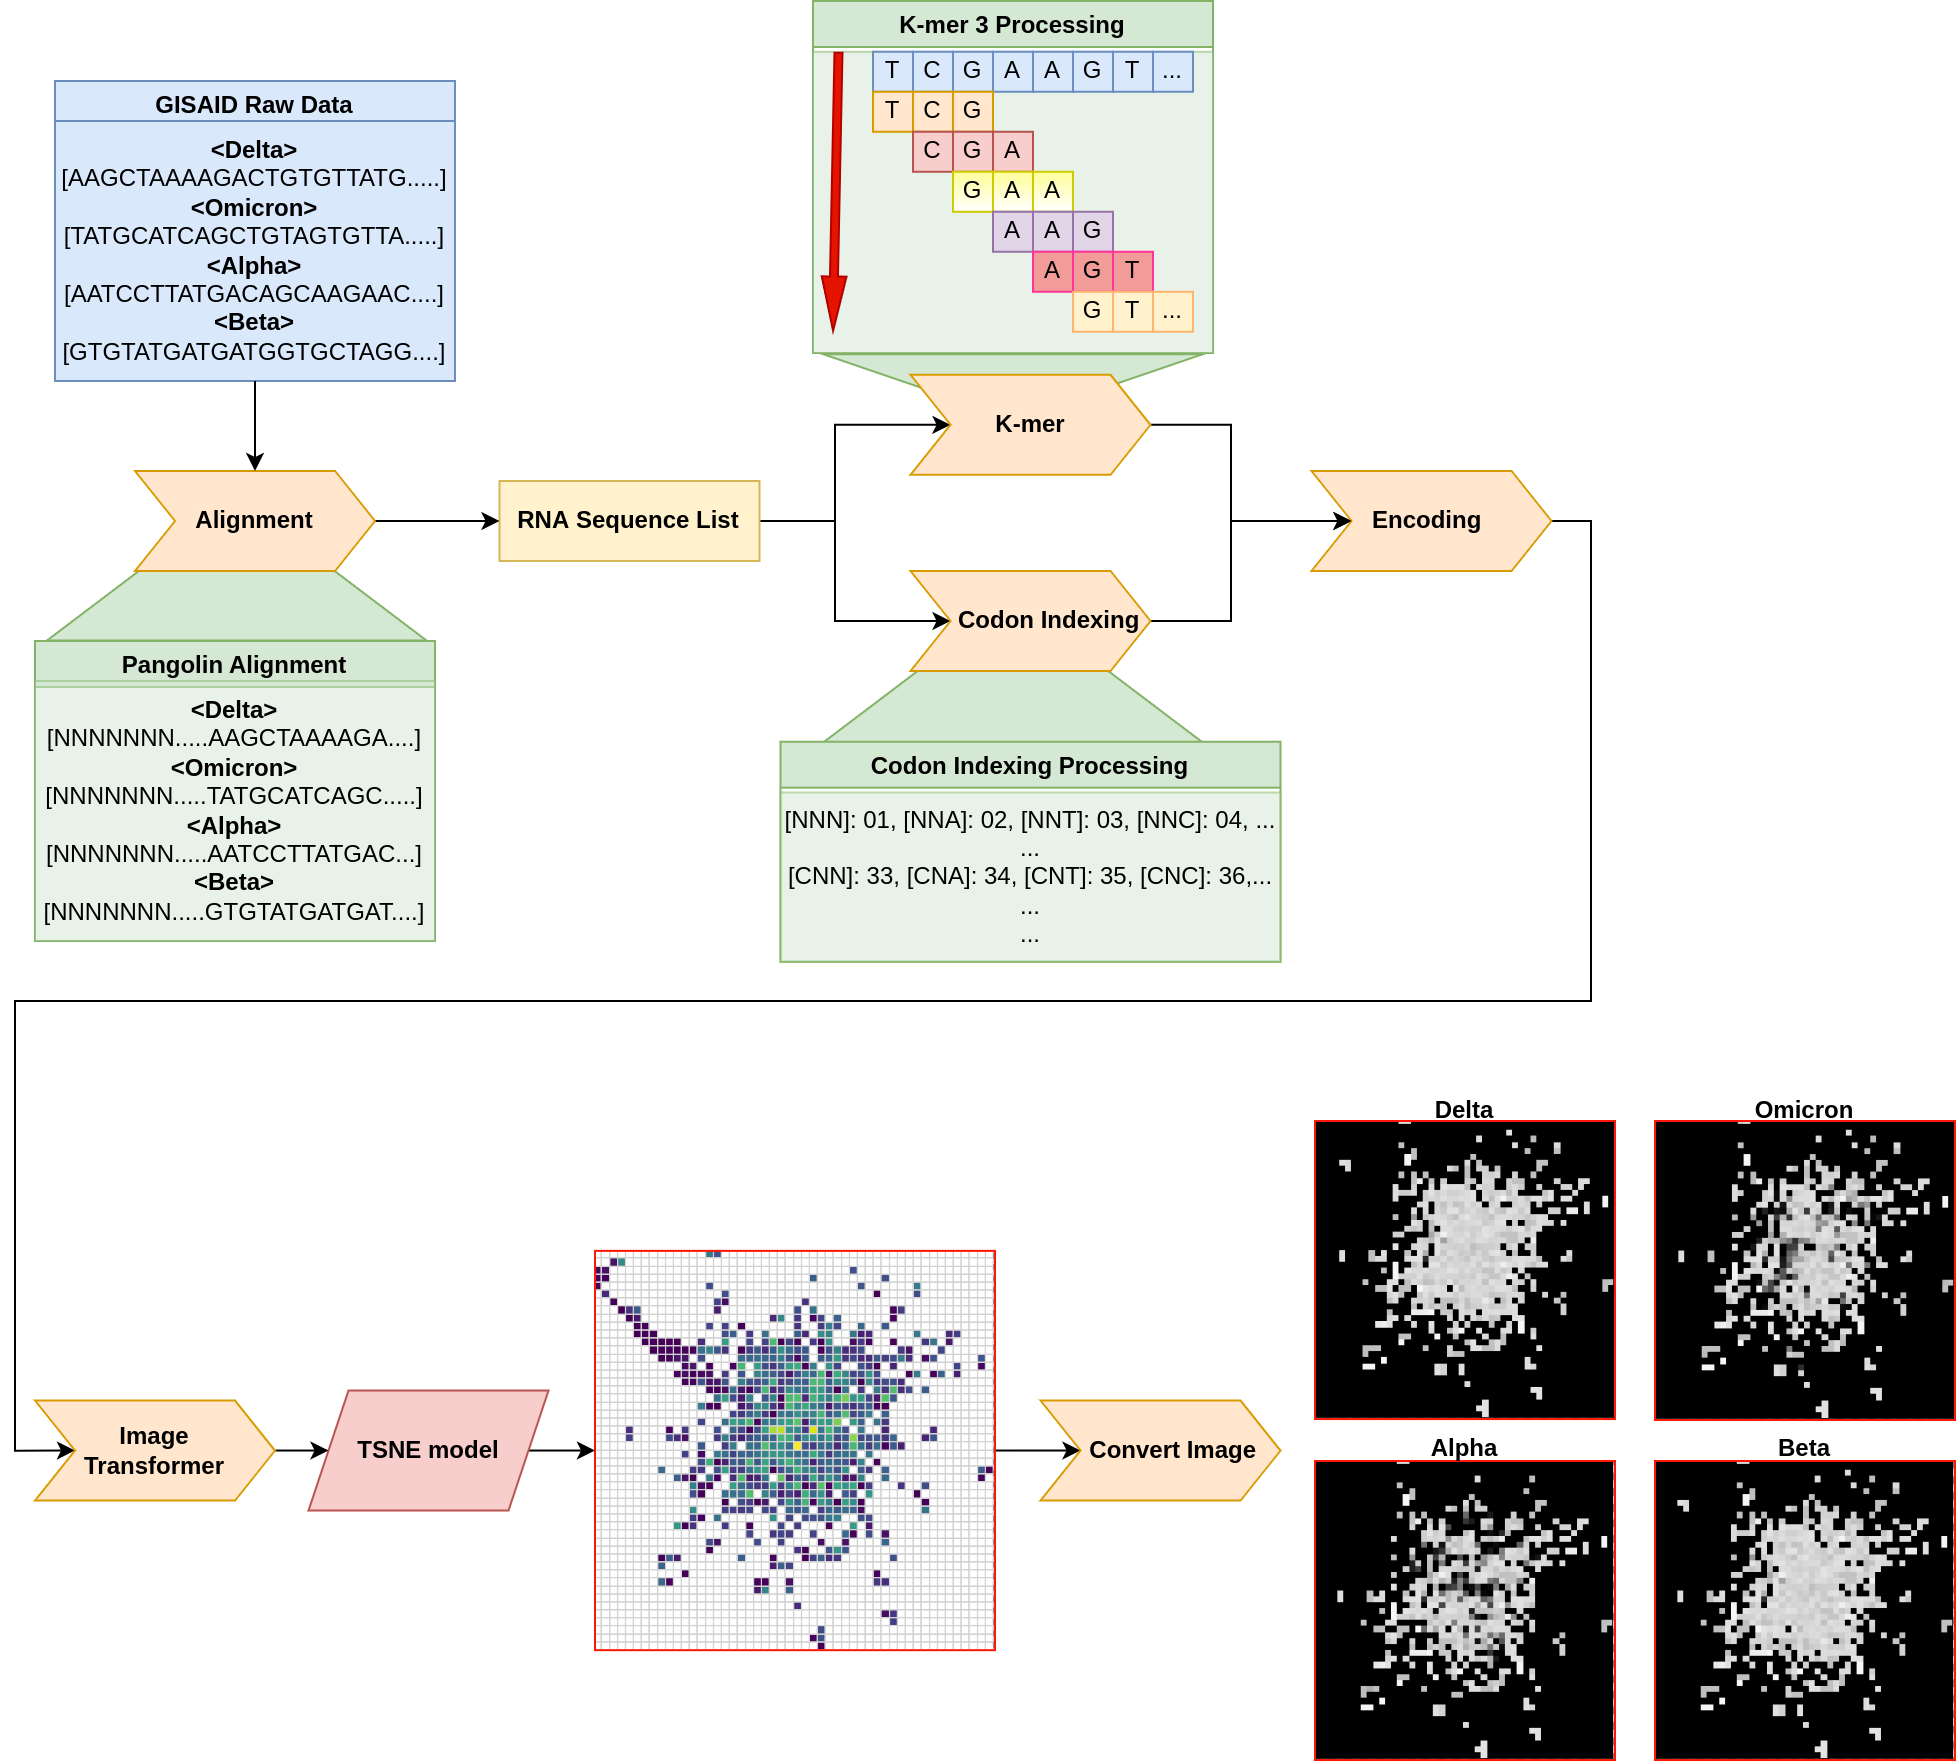 GISAID Raw Data
<Delta>
[AAGCTAAAAGACTGTGTTATG.....]
<Omicron>
[TATGCATCAGCTGTAGTGTTA.....]
<Alpha>
[AATCCTTATGACAGCAAGAAC....]
<Beta>
[GTGTATGATGATGGTGCTAGG....]
K-mer 3 Processing
T C G A A G T ...
T C G
C G A
G A A
A A G
A G T
G T ...
K-mer
Alignment
RNA Sequence List
Encoding
Codon Indexing
Pangolin Alignment
<Delta>
[NNNNNNN.....AAGCTAAAAGA....]
<Omicron>
[NNNNNNN.....TATGCATCAGC.....]
<Alpha>
[NNNNNNN.....AATCCTTATGAC...]
<Beta>
[NNNNNNN.....GTGTATGATGAT....]
Codon Indexing Processing
[NNN]: 01, [NNA]: 02, [NNT]: 03, [NNC]: 04, ...
...
[CNN]: 33, [CNA]: 34, [CNT]: 35, [CNC]: 36,...
...
...
Image
Transformer
TSNE model
Convert Image
Delta
Omicron
Alpha
Beta